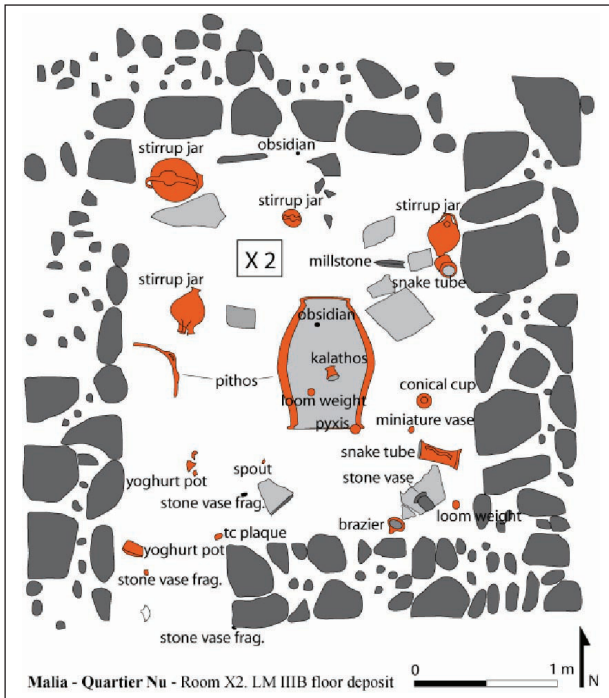 stirrup jar
obsidian
stirrup jar
stirrup jar
X 2
millstone
snake tube
stirrup jar
obsidian
kalathos
pithos
loom weight
conical cup
pyxis
miniature vase
snake tube
spout
yoghurt pot
stone vase
stone vase frag.
loom weight
brazier
tc plaque
yoghurt pot
stone vase frag.
stone vase frag.
Malia - Quartier Nu - Room X2. LM IIIB floor deposit
0 1 m
N